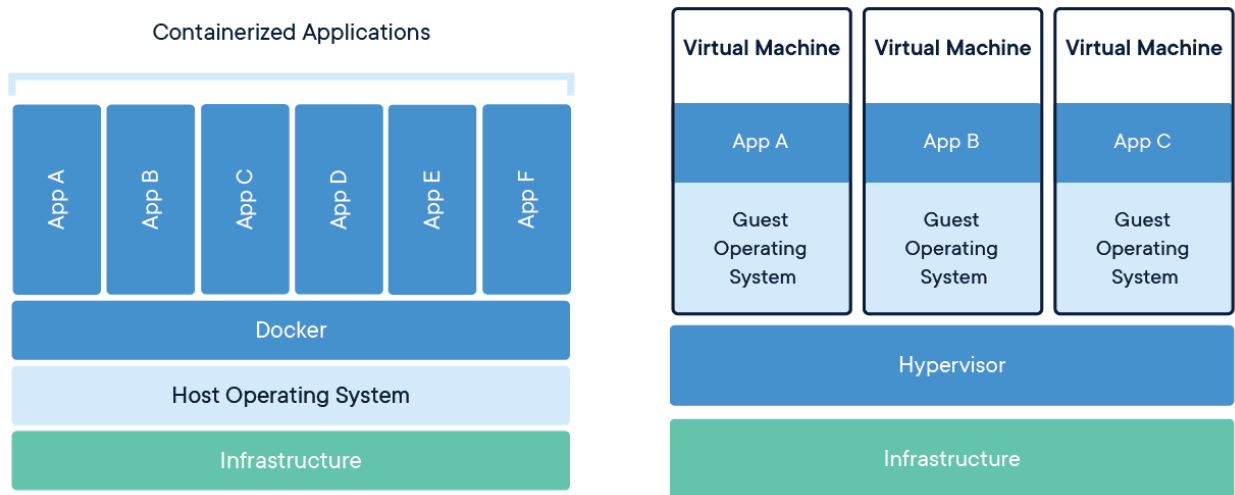 Containerized Applications
App A
App B
App C
App D
App E
App F
Docker
Host Operating System
Infrastructure
Virtual Machine
App A
Guest
Operating
System
Virtual Machine
App B
Guest
Operating
System
Virtual Machine
App C
Guest
Operating
System
Hypervisor
Infrastructure